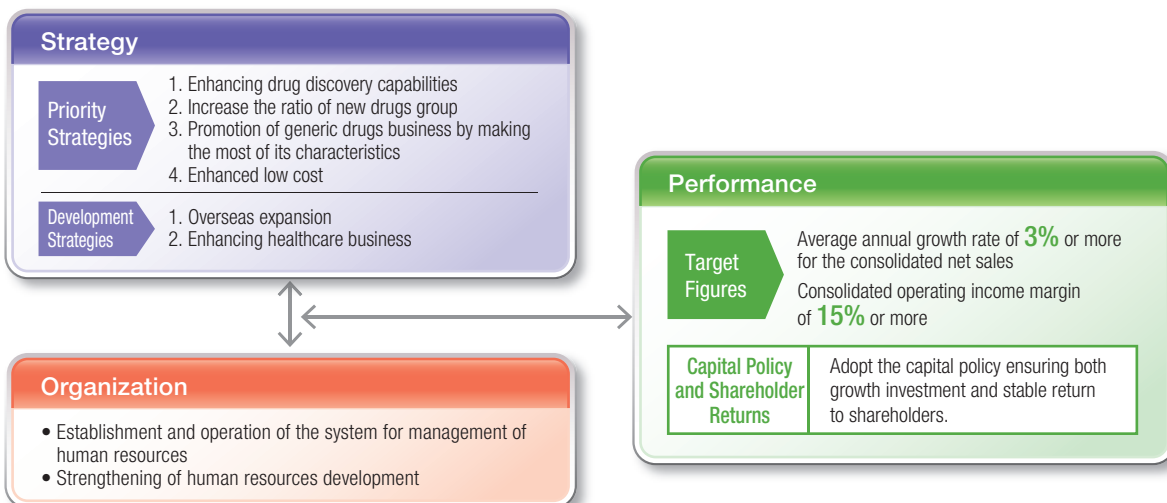 Strategy
Priority
Strategies
1. Enhancing drug discovery capabilities
2. Increase the ratio of new drugs group
3. Promotion of generic drugs business by making
the most of its characteristics
4. Enhanced low cost
Development
Strategies
1. Overseas expansion
2. Enhancing healthcare business
Organization
• Establishment and operation of the system for management of
human resources
• Strengthening of human resources development
Performance
Target
Figures
Average annual growth rate of 3% or more
for the consolidated net sales
Consolidated operating income margin
of 15% or more
Capital Policy
and Shareholder
Returns
Adopt the capital policy ensuring both
growth investment and stable return
to shareholders.